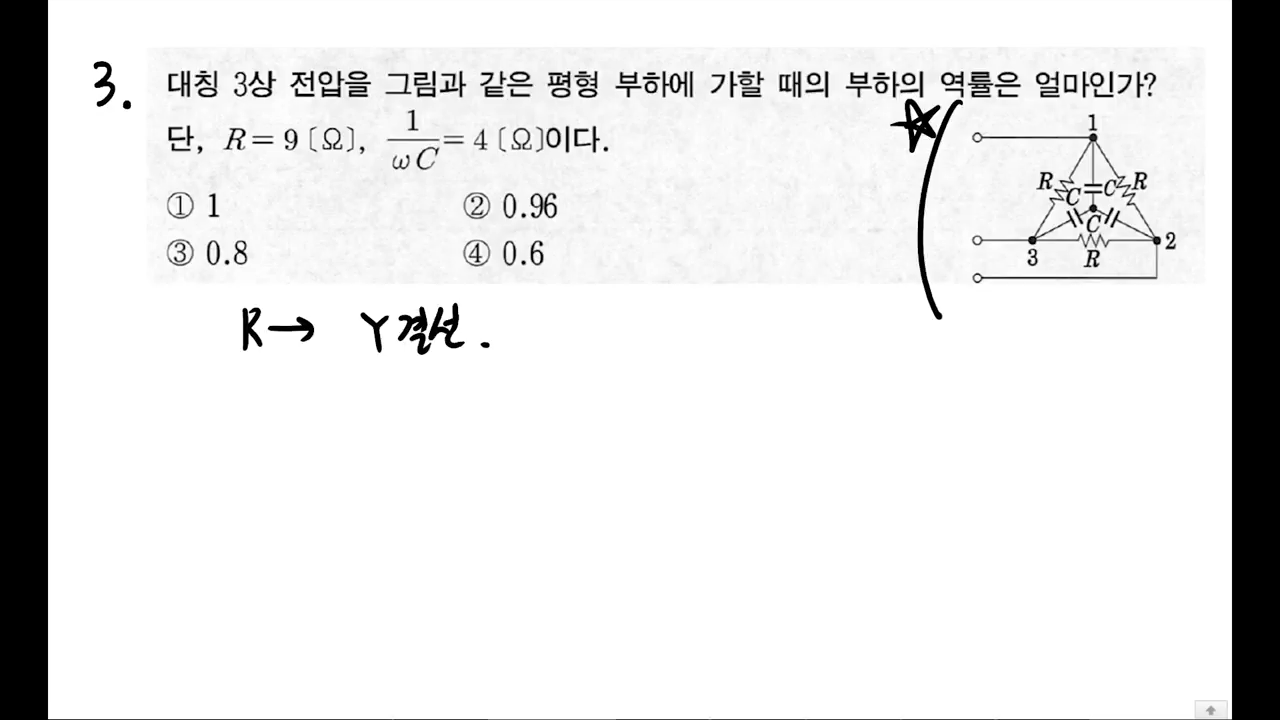 3.
대칭 3상 전압을 그림과 같은 평형 부하에 가할 때의 부하의 역률은 얼마인가?
단, R = 9 [Ω], 1/ωC = 4 [Ω]이다.
① 1 ② 0.96
③ 0.8 ④ 0.6
1
R C C R
C
3 R 2
R → Y결선.